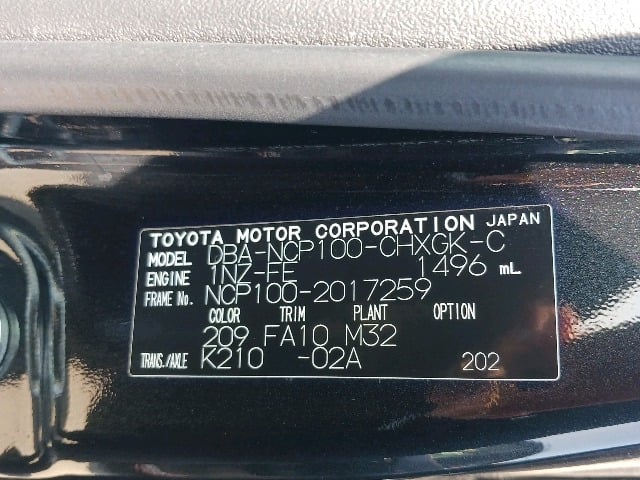 TOYOTA MOTOR CORPORATION JAPAN
MODEL DBA-NCP100-CHXGK-C
ENGINE 1NZ-FE 1496 mL
FRAME No. NCP100-2017259
COLOR TRIM PLANT OPTION
209 FA10 M32
TRANS./AXLE K210 -02A 202